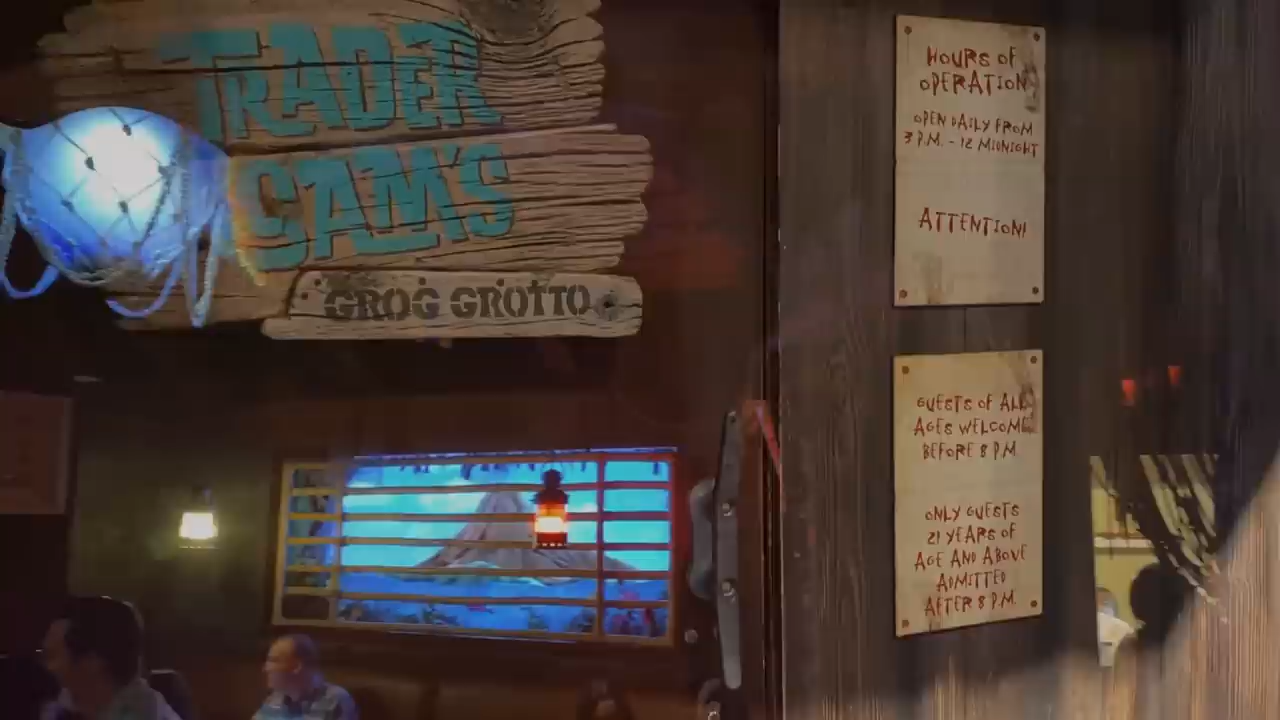 TRADER
SAM'S
GROG GROTTO
HOURS OF
OPERATION
OPEN DAILY FROM
3 P.M. - 12 MIDNIGHT
ATTENTION!
GUESTS OF ALL
AGES WELCOME
BEFORE 8 P.M.
ONLY GUESTS
21 YEARS OF
AGE AND ABOVE
ADMITTED
AFTER 8 P.M.